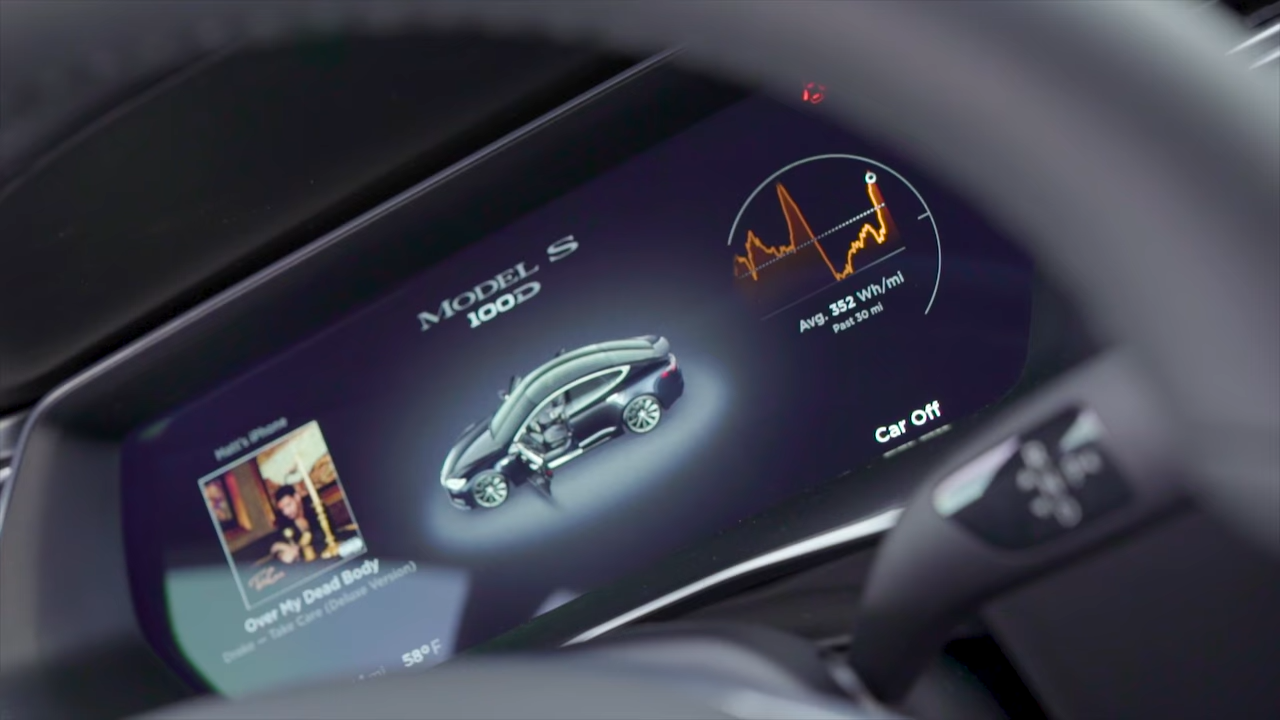 MODEL S
100D
Avg. 352 Wh/mi
Past 30 mi
Car Off
Matt's iPhone
Over My Dead Body
Drake – Take Care (Deluxe Version)
58°F